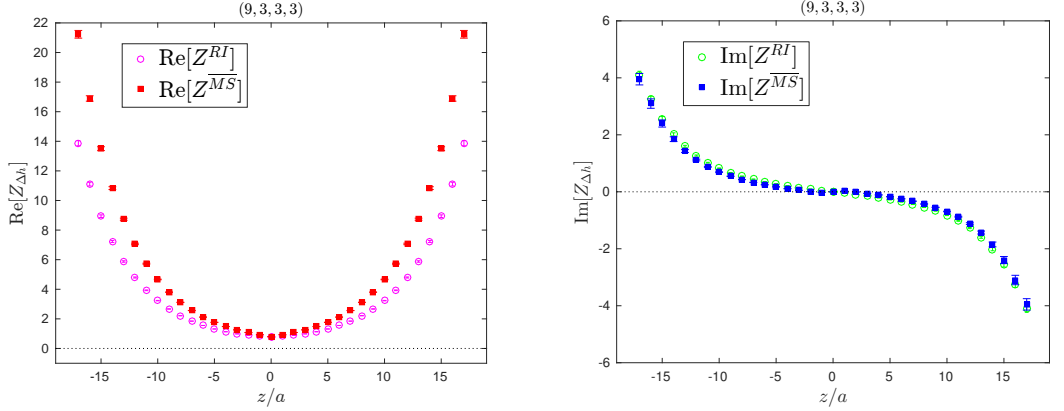 (9, 3, 3, 3)
Re[Z^{RI}]
Re[Z^{\overline{MS}}]
Re[Z_{Δh}]
22
20
18
16
14
12
10
8
6
4
2
0
-15 -10 -5 0 5 10 15
z/a
(9, 3, 3, 3)
Im[Z^{RI}]
Im[Z^{\overline{MS}}]
Im[Z_{Δh}]
6
4
2
0
-2
-4
-6
-15 -10 -5 0 5 10 15
z/a